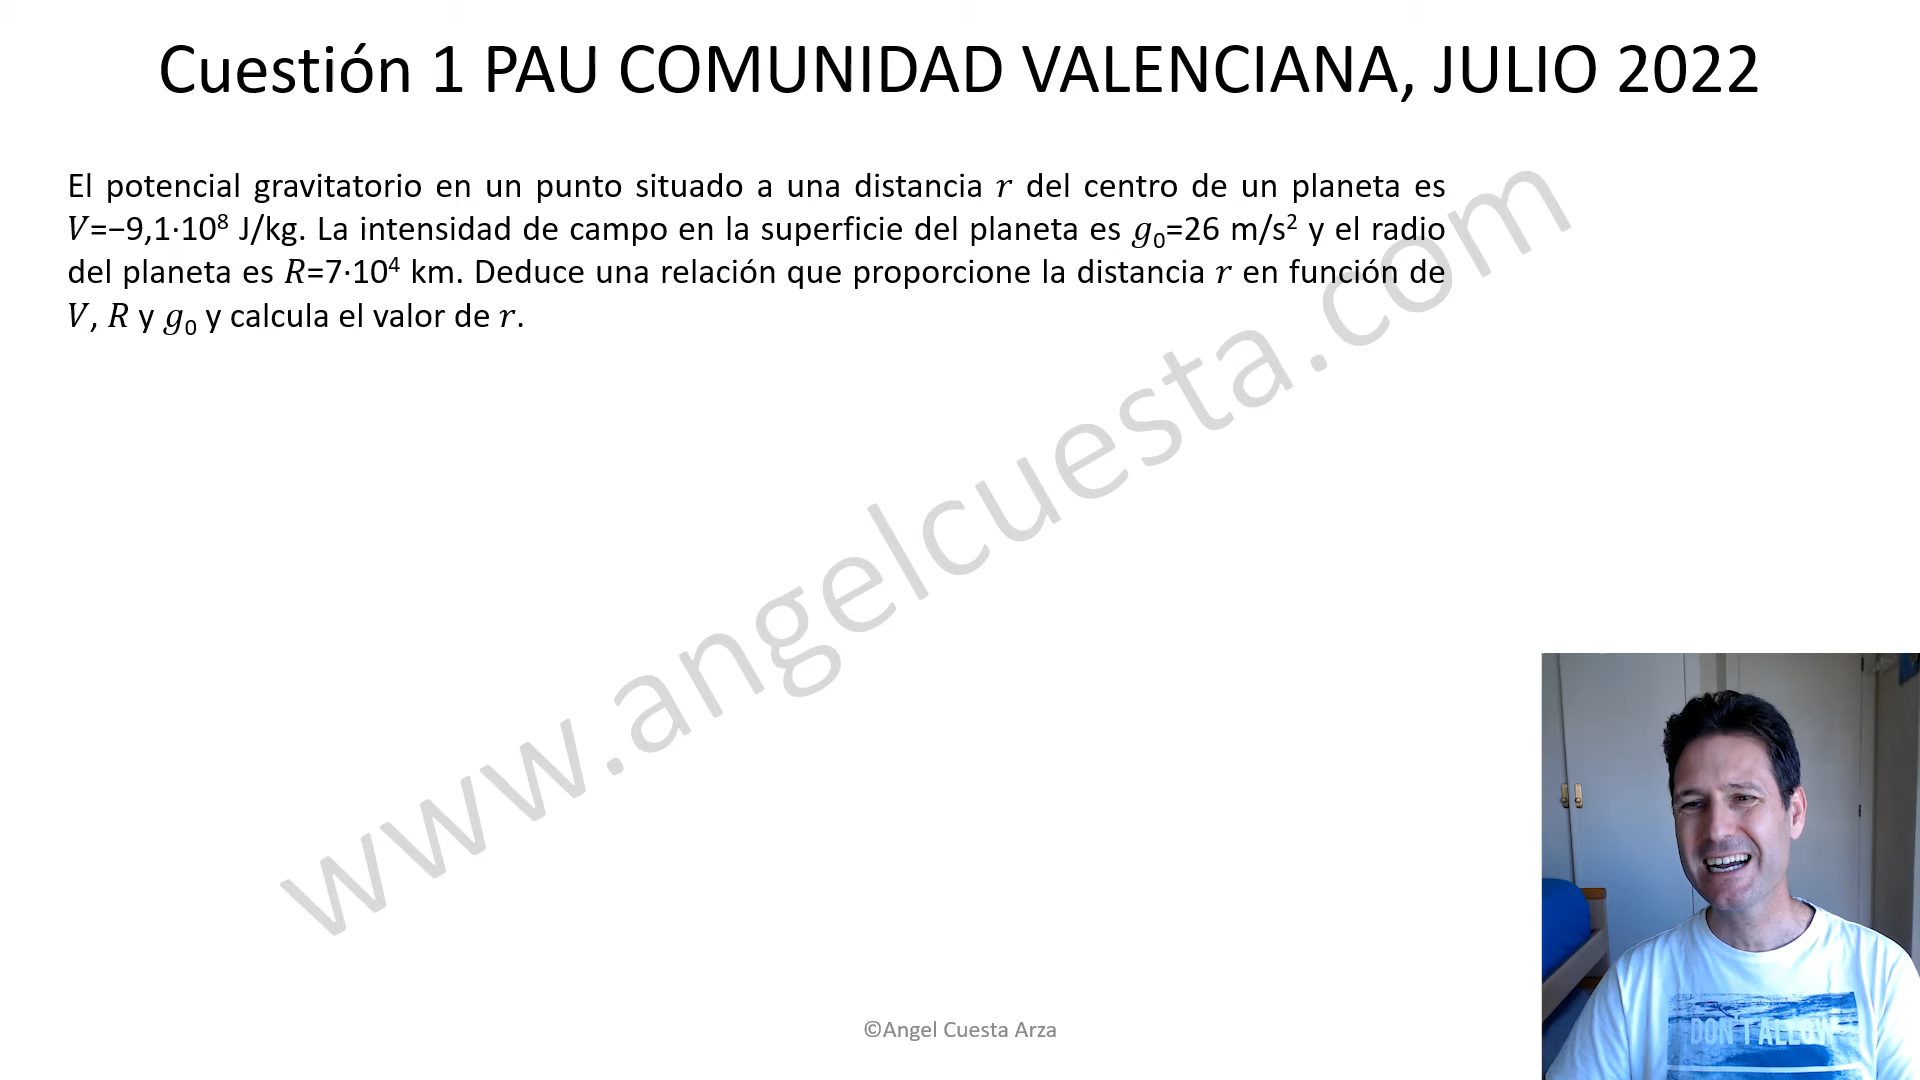 Cuestión 1 PAU COMUNIDAD VALENCIANA, JULIO 2022
El potencial gravitatorio en un punto situado a una distancia r del centro de un planeta es
V=−9,1·10⁸ J/kg. La intensidad de campo en la superficie del planeta es g₀=26 m/s² y el radio
del planeta es R=7·10⁴ km. Deduce una relación que proporcione la distancia r en función de
V, R y g₀ y calcula el valor de r.
www.angelcuesta.com
DON'T ALLOW
©Angel Cuesta Arza